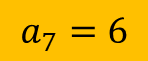 a₇ = 6